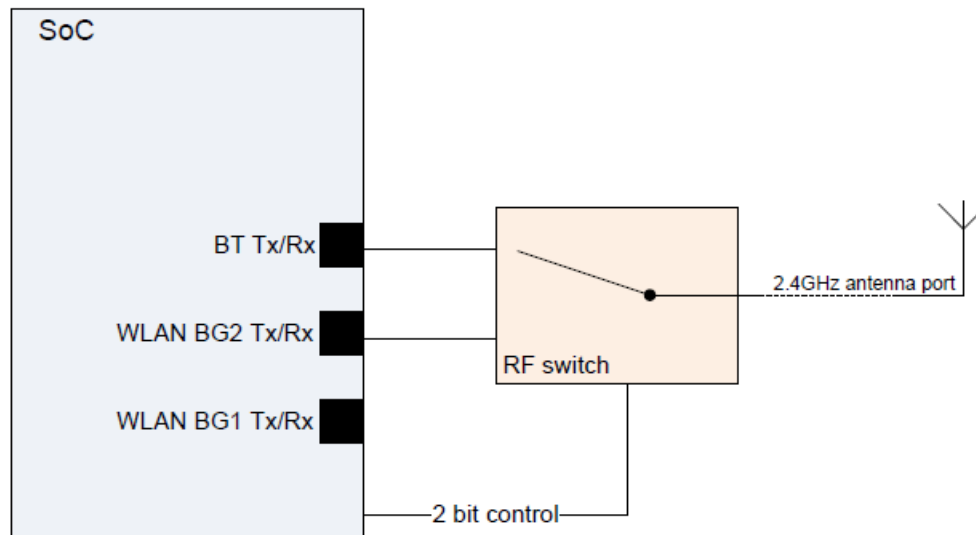 SoC
BT Tx/Rx
2.4GHz antenna port
WLAN BG2 Tx/Rx
RF switch
WLAN BG1 Tx/Rx
2 bit control